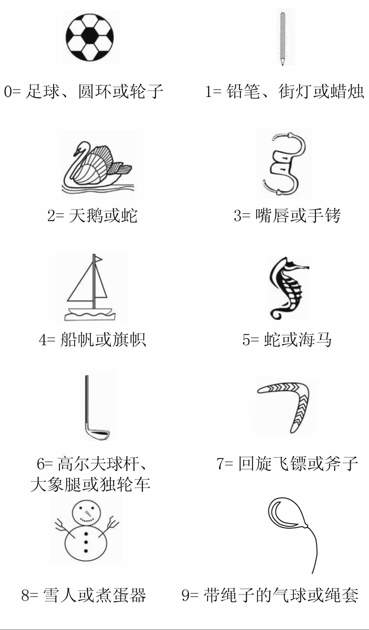 0= 足球、圆环或轮子
1= 铅笔、街灯或蜡烛
2= 天鹅或蛇
3= 嘴唇或手铐
4= 船帆或旗帜
5= 蛇或海马
6= 高尔夫球杆、
大象腿或独轮车
7= 回旋飞镖或斧子
8= 雪人或煮蛋器
9= 带绳子的气球或绳套